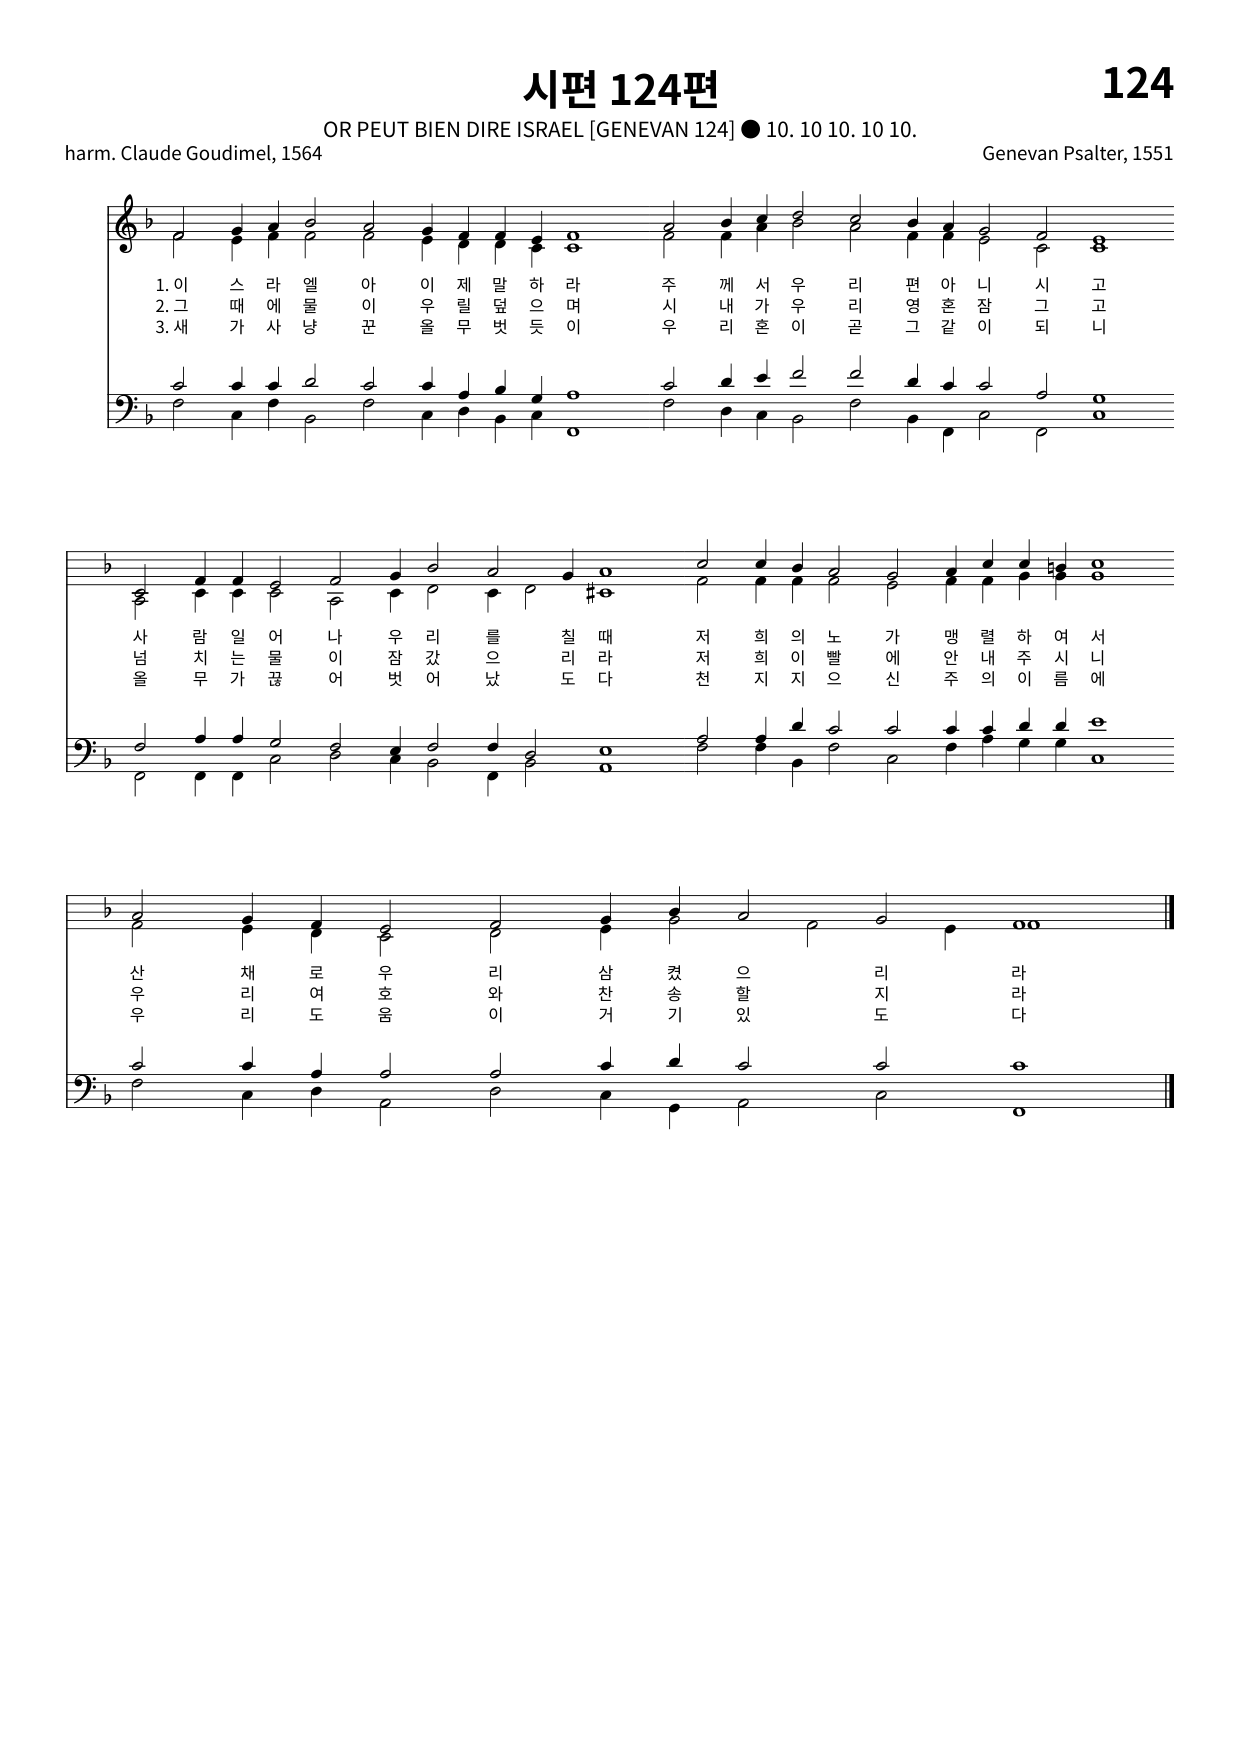 시편 124편
124
OR PEUT BIEN DIRE ISRAEL [GENEVAN 124] ● 10. 10 10. 10 10.
harm. Claude Goudimel, 1564
Genevan Psalter, 1551
1. 이 스 라 엘 아 이 제 말 하 라 주 께 서 우 리 편 아 니 시 고
2. 그 때 에 물 이 우 릴 덮 으 며 시 내 가 우 리 영 혼 잠 그 고
3. 새 가 사 냥 꾼 올 무 벗 듯 이 우 리 혼 이 곧 그 같 이 되 니
사 람 일 어 나 우 리 를 칠 때 저 희 의 노 가 맹 렬 하 여 서
넘 치 는 물 이 잠 갔 으 리 라 저 희 이 빨 에 안 내 주 시 니
올 무 가 끊 어 벗 어 났 도 다 천 지 지 으 신 주 의 이 름 에
산 채 로 우 리 삼 켰 으 리 라
우 리 여 호 와 찬 송 할 지 라
우 리 도 움 이 거 기 있 도 다